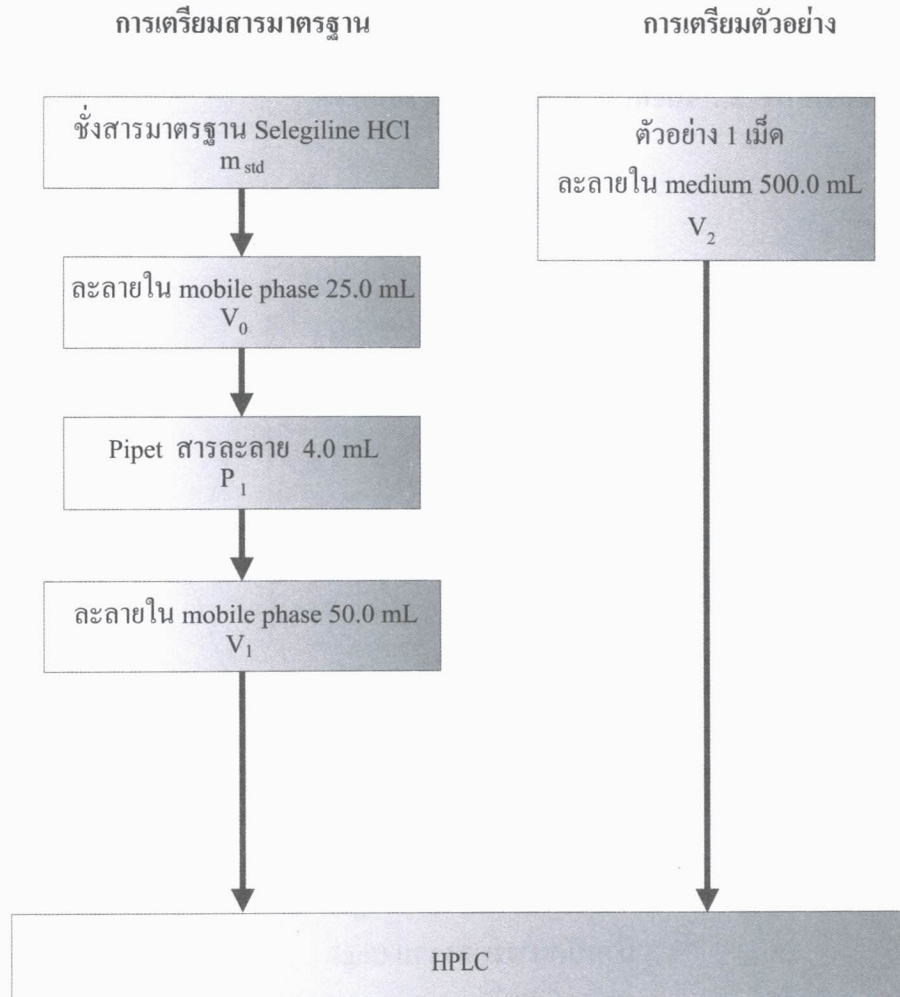 การเตรียมสารมาตรฐาน
ชั่งสารมาตรฐาน Selegiline HCl
m std
ละลายใน mobile phase 25.0 mL
V0
Pipet สารละลาย 4.0 mL
P1
ละลายใน mobile phase 50.0 mL
V1
การเตรียมตัวอย่าง
ตัวอย่าง 1 เม็ด
ละลายใน medium 500.0 mL
V2
HPLC